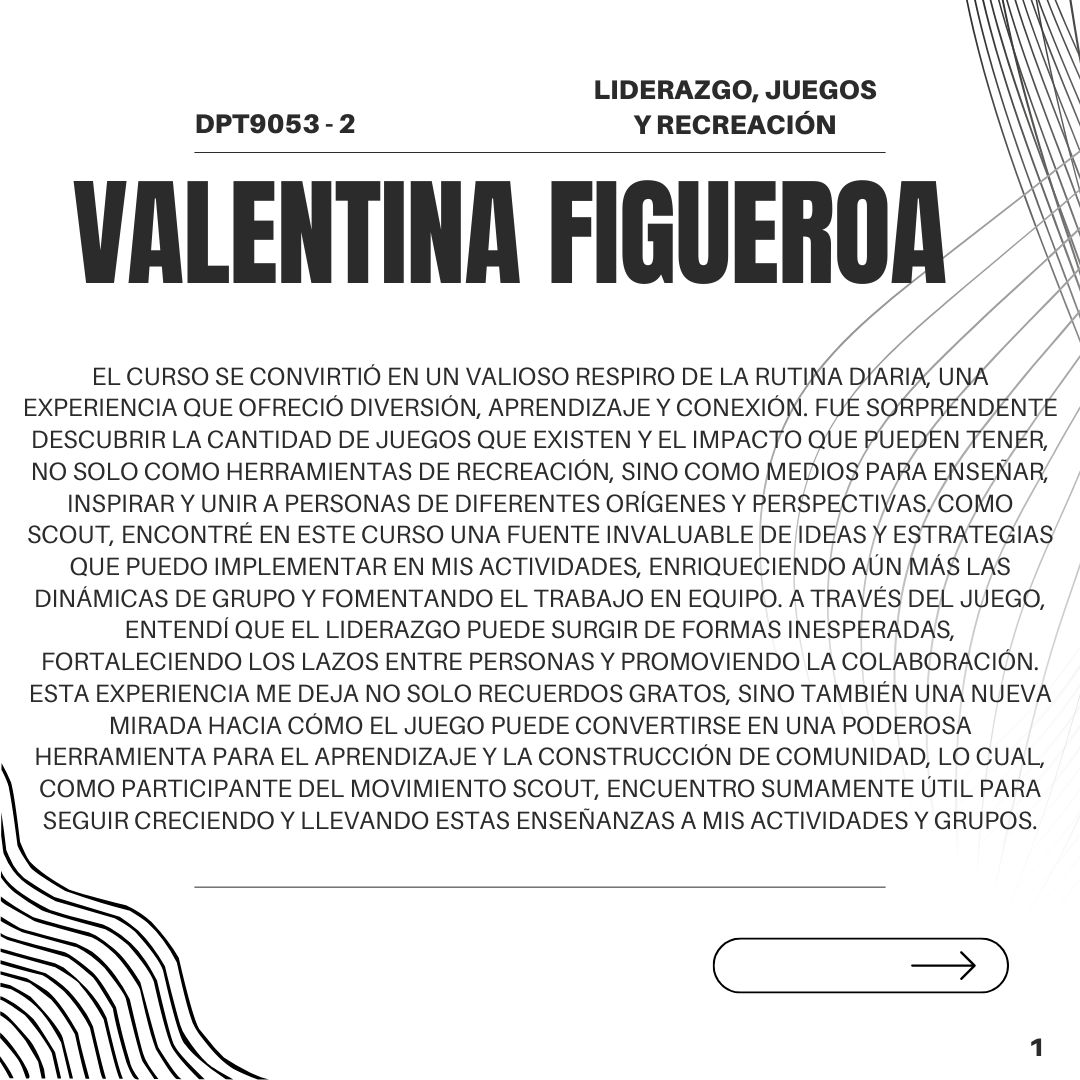 DPT9053 - 2
LIDERAZGO, JUEGOS
Y RECREACIÓN
VALENTINA FIGUEROA
EL CURSO SE CONVIRTIÓ EN UN VALIOSO RESPIRO DE LA RUTINA DIARIA, UNA
EXPERIENCIA QUE OFRECIÓ DIVERSIÓN, APRENDIZAJE Y CONEXIÓN. FUE SORPRENDENTE
DESCUBRIR LA CANTIDAD DE JUEGOS QUE EXISTEN Y EL IMPACTO QUE PUEDEN TENER,
NO SOLO COMO HERRAMIENTAS DE RECREACIÓN, SINO COMO MEDIOS PARA ENSEÑAR,
INSPIRAR Y UNIR A PERSONAS DE DIFERENTES ORÍGENES Y PERSPECTIVAS. COMO
SCOUT, ENCONTRÉ EN ESTE CURSO UNA FUENTE INVALUABLE DE IDEAS Y ESTRATEGIAS
QUE PUEDO IMPLEMENTAR EN MIS ACTIVIDADES, ENRIQUECIENDO AÚN MÁS LAS
DINÁMICAS DE GRUPO Y FOMENTANDO EL TRABAJO EN EQUIPO. A TRAVÉS DEL JUEGO,
ENTENDÍ QUE EL LIDERAZGO PUEDE SURGIR DE FORMAS INESPERADAS,
FORTALECIENDO LOS LAZOS ENTRE PERSONAS Y PROMOVIENDO LA COLABORACIÓN.
ESTA EXPERIENCIA ME DEJA NO SOLO RECUERDOS GRATOS, SINO TAMBIÉN UNA NUEVA
MIRADA HACIA CÓMO EL JUEGO PUEDE CONVERTIRSE EN UNA PODEROSA
HERRAMIENTA PARA EL APRENDIZAJE Y LA CONSTRUCCIÓN DE COMUNIDAD, LO CUAL,
COMO PARTICIPANTE DEL MOVIMIENTO SCOUT, ENCUENTRO SUMAMENTE ÚTIL PARA
SEGUIR CRECIENDO Y LLEVANDO ESTAS ENSEÑANZAS A MIS ACTIVIDADES Y GRUPOS.
1